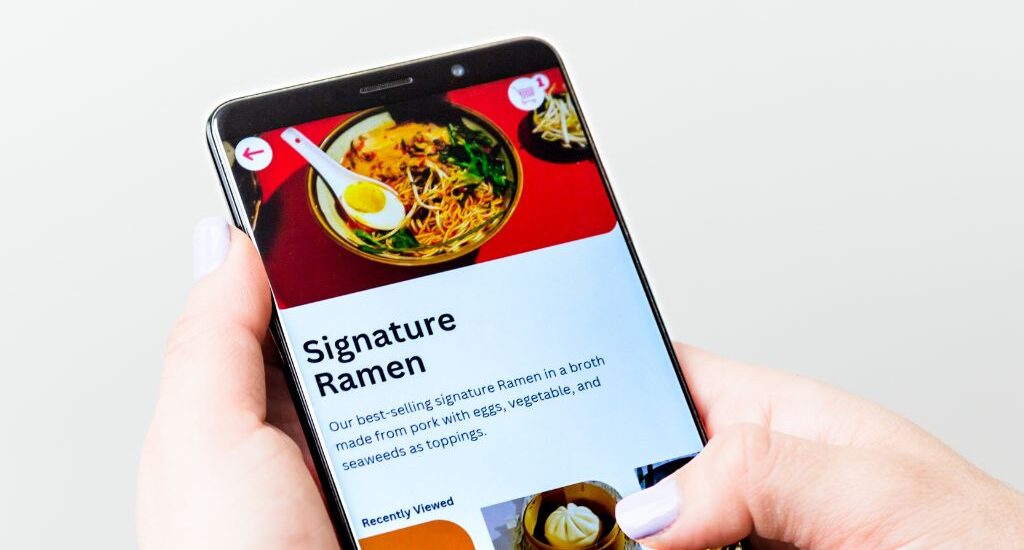 1
Signature
Ramen
Our best-selling signature Ramen in a broth
made from pork with eggs, vegetable, and
seaweeds as toppings.
Recently Viewed